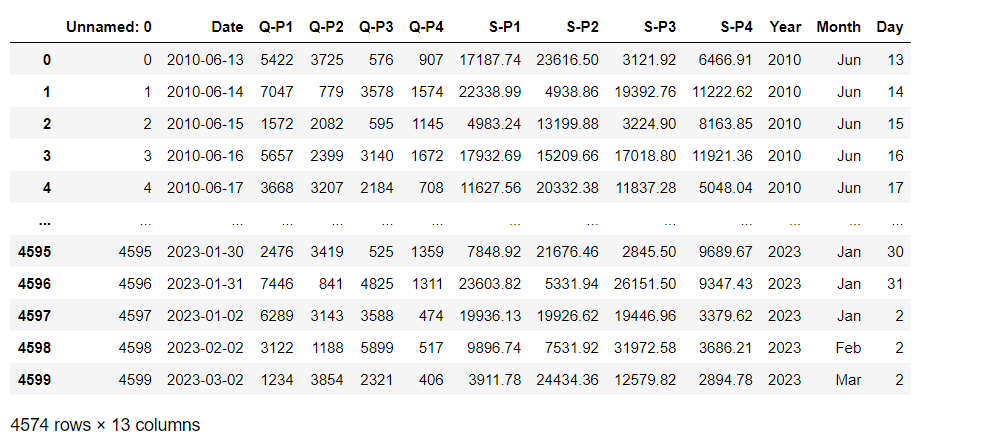 Unnamed: 0 Date Q-P1 Q-P2 Q-P3 Q-P4 S-P1 S-P2 S-P3 S-P4 Year Month Day
0 0 2010-06-13 5422 3725 576 907 17187.74 23616.50 3121.92 6466.91 2010 Jun 13
1 1 2010-06-14 7047 779 3578 1574 22338.99 4938.86 19392.76 11222.62 2010 Jun 14
2 2 2010-06-15 1572 2082 595 1145 4983.24 13199.88 3224.90 8163.85 2010 Jun 15
3 3 2010-06-16 5657 2399 3140 1672 17932.69 15209.66 17018.80 11921.36 2010 Jun 16
4 4 2010-06-17 3668 3207 2184 708 11627.56 20332.38 11837.28 5048.04 2010 Jun 17
... ... ... ... ... ... ... ... ... ... ... ... ... ...
4595 4595 2023-01-30 2476 3419 525 1359 7848.92 21676.46 2845.50 9689.67 2023 Jan 30
4596 4596 2023-01-31 7446 841 4825 1311 23603.82 5331.94 26151.50 9347.43 2023 Jan 31
4597 4597 2023-01-02 6289 3143 3588 474 19936.13 19926.62 19446.96 3379.62 2023 Jan 2
4598 4598 2023-02-02 3122 1188 5899 517 9896.74 7531.92 31972.58 3686.21 2023 Feb 2
4599 4599 2023-03-02 1234 3854 2321 406 3911.78 24434.36 12579.82 2894.78 2023 Mar 2
4574 rows × 13 columns